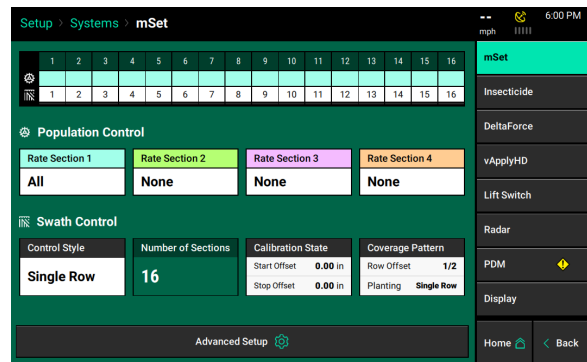 Setup > Systems > mSet
-- mph
6:00 PM
1 2 3 4 5 6 7 8 9 10 11 12 13 14 15 16
1 2 3 4 5 6 7 8 9 10 11 12 13 14 15 16
Population Control
Rate Section 1
All
Rate Section 2
None
Rate Section 3
None
Rate Section 4
None
Swath Control
Control Style
Single Row
Number of Sections
16
Calibration State
Start Offset 0.00 in
Stop Offset 0.00 in
Coverage Pattern
Row Offset 1/2
Planting Single Row
Advanced Setup
mSet
Insecticide
DeltaForce
vApplyHD
Lift Switch
Radar
PDM
Display
Home
< Back